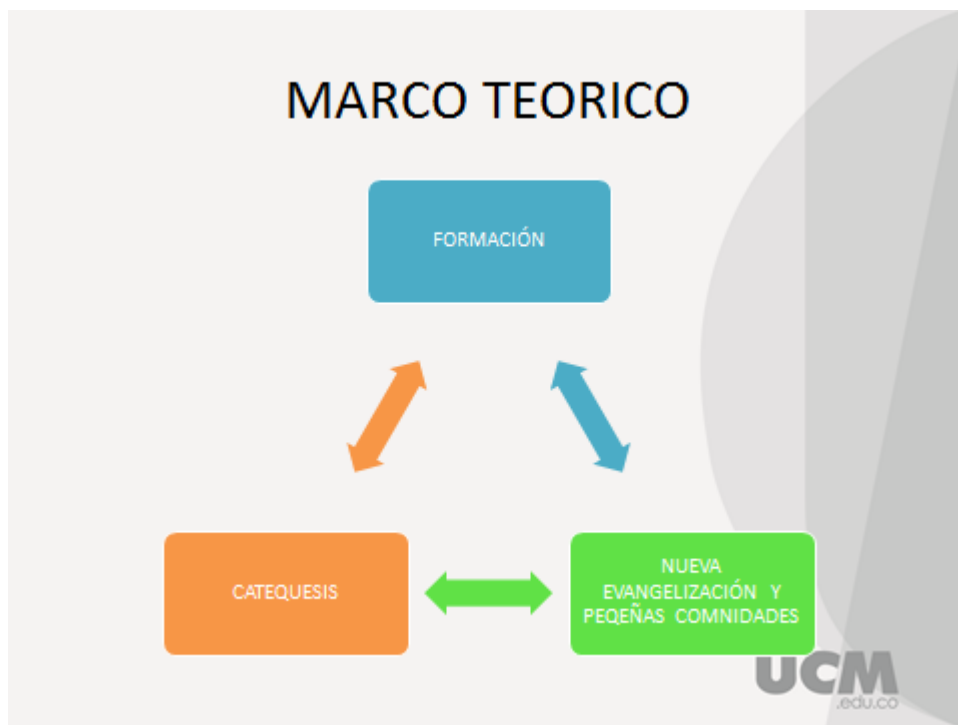 MARCO TEORICO
FORMACIÓN
CATEQUESIS
NUEVA
EVANGELIZACIÓN Y
PEQEÑAS COMNIDADES
UCM
.edu.co